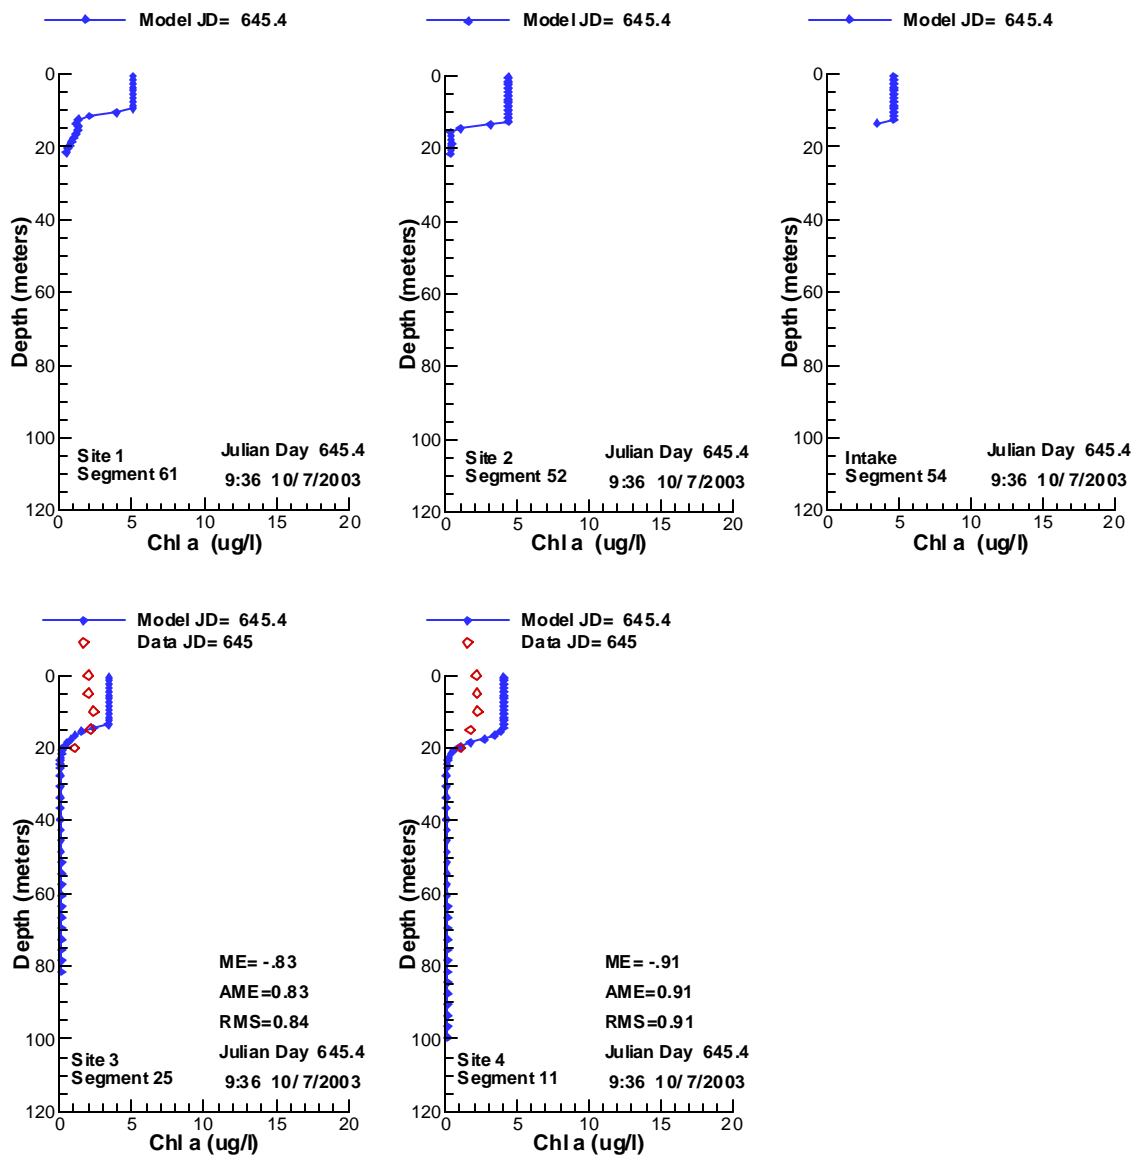 Model JD= 645.4
0
20
40
60
80
100
120
Depth (meters)
Site 1
Segment 61
Julian Day 645.4
9:36 10/7/2003
0 5 10 15 20
Chl a (ug/l)
Model JD= 645.4
0
20
40
60
80
100
120
Depth (meters)
Site 2
Segment 52
Julian Day 645.4
9:36 10/7/2003
0 5 10 15 20
Chl a (ug/l)
Model JD= 645.4
0
20
40
60
80
100
120
Depth (meters)
Intake
Segment 54
Julian Day 645.4
9:36 10/7/2003
0 5 10 15 20
Chl a (ug/l)
Model JD= 645.4
Data JD= 645
0
20
40
60
80
100
120
Depth (meters)
ME= -.83
AME=0.83
RMS=0.84
Site 3
Segment 25
Julian Day 645.4
9:36 10/7/2003
0 5 10 15 20
Chl a (ug/l)
Model JD= 645.4
Data JD= 645
0
20
40
60
80
100
120
Depth (meters)
ME= -.91
AME=0.91
RMS=0.91
Site 4
Segment 11
Julian Day 645.4
9:36 10/7/2003
0 5 10 15 20
Chl a (ug/l)